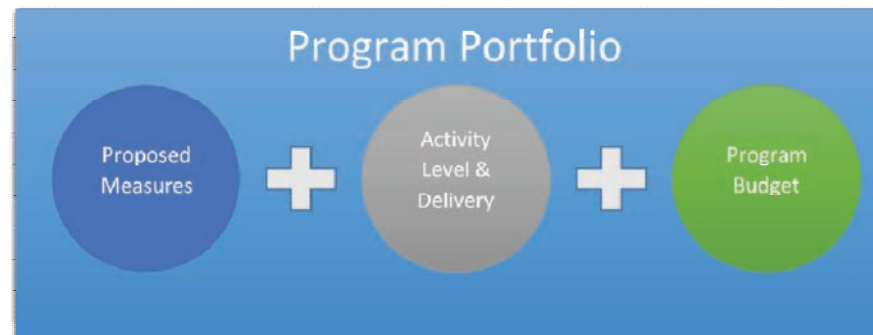 Program Portfolio
Proposed
Measures
Activity
Level &
Delivery
Program
Budget